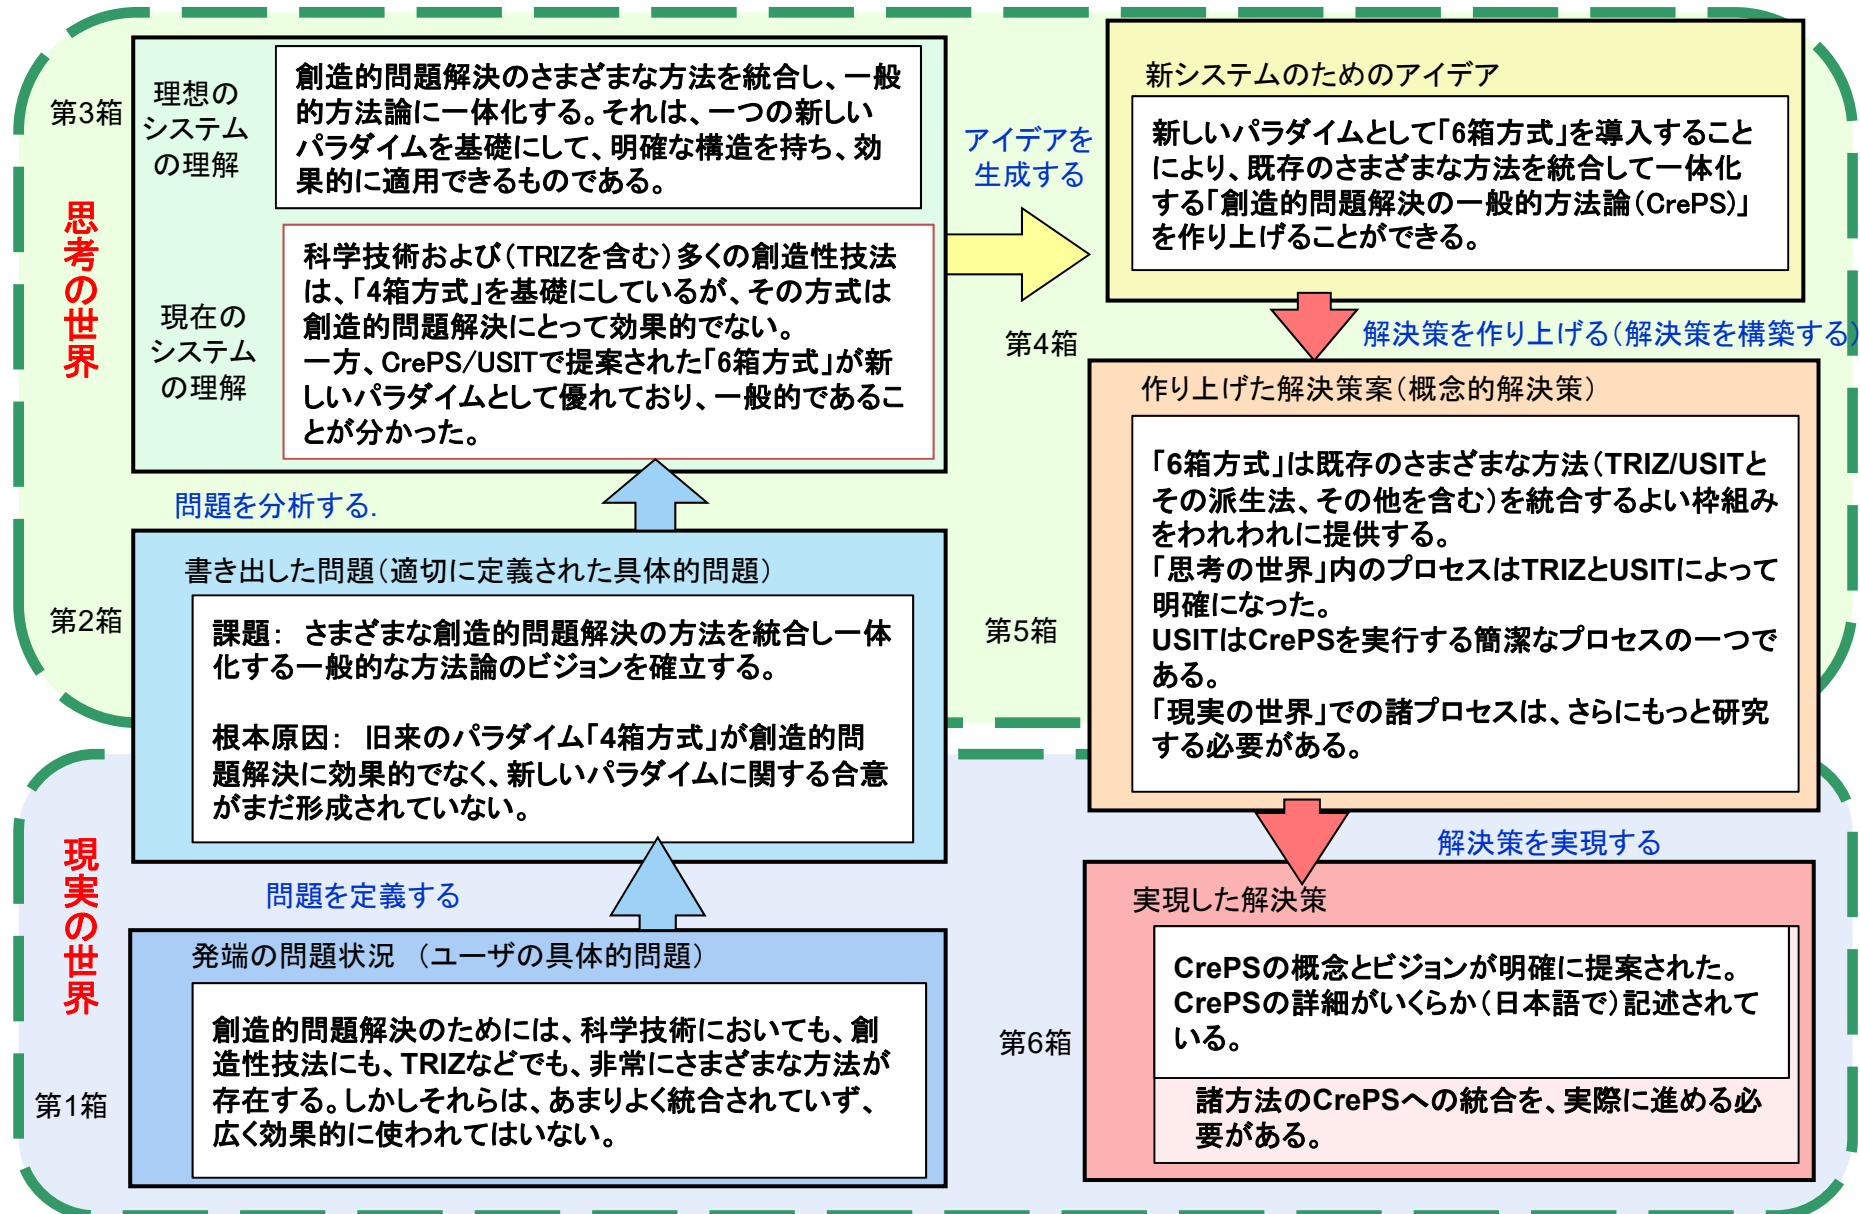 第3箱
理想の
システム
の理解
創造的問題解決のさまざまな方法を統合し、一般
的方法論に一体化する。それは、一つの新しい
パラダイムを基礎にして、明確な構造を持ち、効
果的に適用できるものである。
思考の世界
現在の
システム
の理解
科学技術および(TRIZを含む)多くの創造性技法
は、「4箱方式」を基礎にしているが、その方式は
創造的問題解決にとって効果的でない。
一方、CrePS/USITで提案された「6箱方式」が新
しいパラダイムとして優れており、一般的であるこ
とが分かった。
アイデアを
生成する
新システムのためのアイデア
新しいパラダイムとして「6箱方式」を導入すること
により、既存のさまざまな方法を統合して一体化
する「創造的問題解決の一般的方法論(CrePS)」
を作り上げることができる。
第4箱
解決策を作り上げる(解決策を構築する)
問題を分析する.
第2箱
書き出した問題(適切に定義された具体的問題)
課題: さまざまな創造的問題解決の方法を統合し一体
化する一般的な方法論のビジョンを確立する。
根本原因: 旧来のパラダイム「4箱方式」が創造的問
題解決に効果的でなく、新しいパラダイムに関する合意
がまだ形成されていない。
第5箱
作り上げた解決策案(概念的解決策)
「6箱方式」は既存のさまざまな方法(TRIZ/USITと
その派生法、その他を含む)を統合するよい枠組み
をわれわれに提供する。
「思考の世界」内のプロセスはTRIZとUSITによって
明確になった。
USITはCrePSを実行する簡潔なプロセスの一つで
ある。
「現実の世界」での諸プロセスは、さらにもっと研究
する必要がある。
現実の世界
問題を定義する
解決策を実現する
第1箱
発端の問題状況 (ユーザの具体的問題)
創造的問題解決のためには、科学技術においても、創
造性技法にも、TRIZなどでも、非常にさまざまな方法が
存在する。しかしそれらは、あまりよく統合されていず、
広く効果的に使われてはいない。
第6箱
実現した解決策
CrePSの概念とビジョンが明確に提案された。
CrePSの詳細がいくらか(日本語で)記述されて
いる。
諸方法のCrePSへの統合を、実際に進める必
要がある。